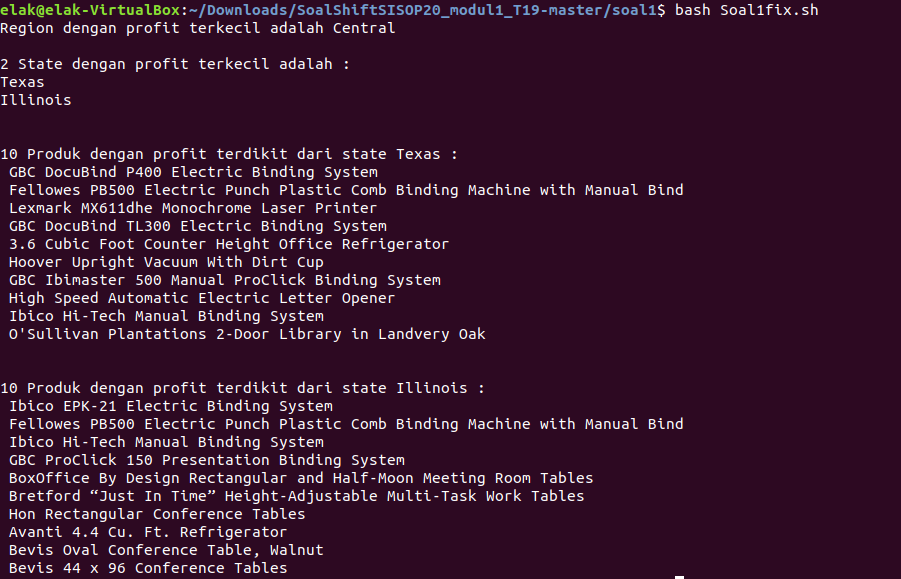 elak@elak-VirtualBox:~/Downloads/SoalShiftSISOP20_modul1_T19-master/soal1$ bash Soal1fix.sh
Region dengan profit terkecil adalah Central
2 State dengan profit terkecil adalah :
Texas
Illinois
10 Produk dengan profit terdikit dari state Texas :
GBC DocuBind P400 Electric Binding System
Fellowes PB500 Electric Punch Plastic Comb Binding Machine with Manual Bind
Lexmark MX611dhe Monochrome Laser Printer
GBC DocuBind TL300 Electric Binding System
3.6 Cubic Foot Counter Height Office Refrigerator
Hoover Upright Vacuum With Dirt Cup
GBC Ibimaster 500 Manual ProClick Binding System
High Speed Automatic Electric Letter Opener
Ibico Hi-Tech Manual Binding System
O'Sullivan Plantations 2-Door Library in Landvery Oak
10 Produk dengan profit terdikit dari state Illinois :
Ibico EPK-21 Electric Binding System
Fellowes PB500 Electric Punch Plastic Comb Binding Machine with Manual Bind
Ibico Hi-Tech Manual Binding System
GBC ProClick 150 Presentation Binding System
BoxOffice By Design Rectangular and Half-Moon Meeting Room Tables
Bretford “Just In Time” Height-Adjustable Multi-Task Work Tables
Hon Rectangular Conference Tables
Avanti 4.4 Cu. Ft. Refrigerator
Bevis Oval Conference Table, Walnut
Bevis 44 x 96 Conference Tables